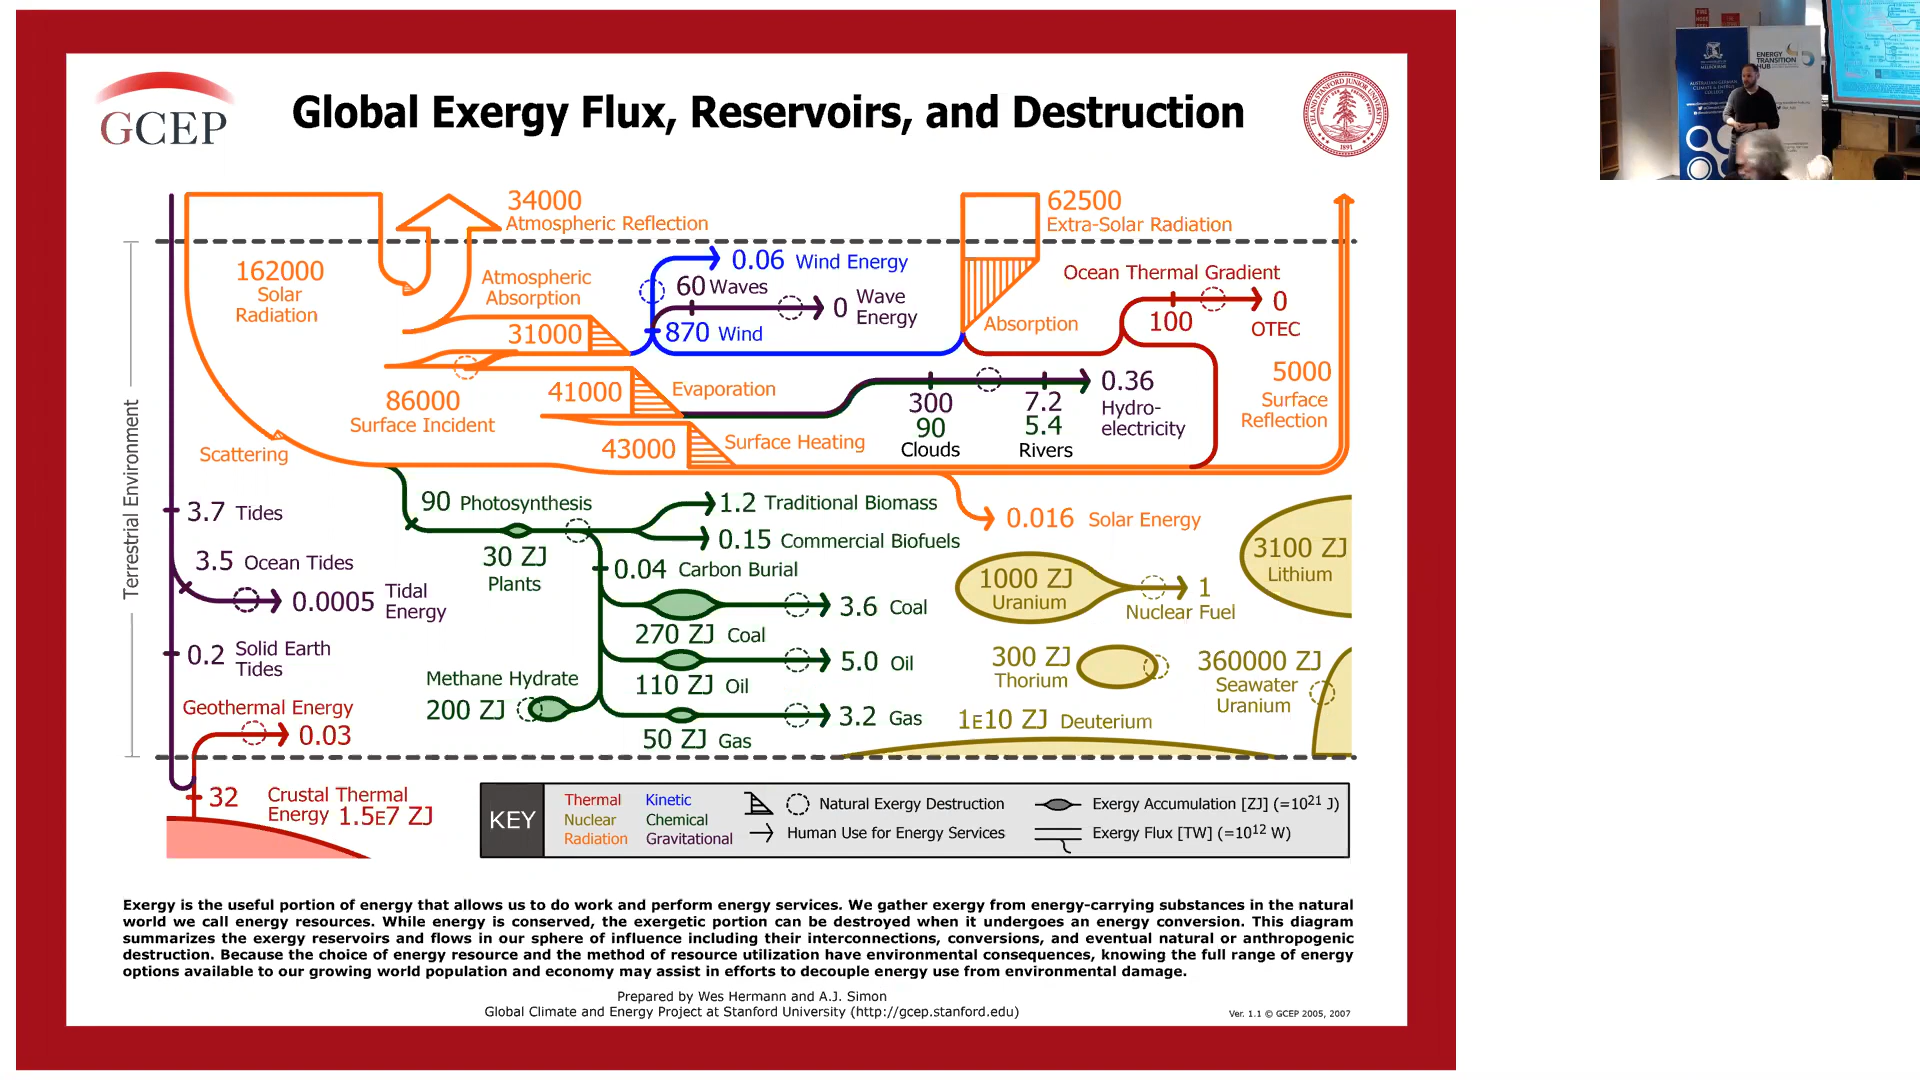 GCEP
Global Exergy Flux, Reservoirs, and Destruction
34000
Atmospheric Reflection
62500
Extra-Solar Radiation
162000
Solar
Radiation
Atmospheric
Absorption
31000
0.06 Wind Energy
60 Waves
0 Wave
Energy
870 Wind
Ocean Thermal Gradient
Absorption
100
0
OTEC
86000
Surface Incident
41000
Evaporation
300
90
Clouds
7.2
5.4
Rivers
0.36
Hydro-
electricity
5000
Surface
Reflection
43000
Surface Heating
Scattering
Terrestrial Environment
3.7 Tides
3.5 Ocean Tides
0.0005 Tidal
Energy
0.2 Solid Earth
Tides
Geothermal Energy
0.03
32
Crustal Thermal
Energy 1.5E7 ZJ
90 Photosynthesis
30 ZJ
Plants
1.2 Traditional Biomass
0.15 Commercial Biofuels
0.04 Carbon Burial
3.6 Coal
270 ZJ Coal
5.0 Oil
110 ZJ Oil
Methane Hydrate
200 ZJ
3.2 Gas
50 ZJ Gas
0.016 Solar Energy
1000 ZJ
Uranium
1
Nuclear Fuel
3100 ZJ
Lithium
300 ZJ
Thorium
360000 ZJ
Seawater
Uranium
1E10 ZJ Deuterium
KEY
Thermal
Nuclear
Radiation
Kinetic
Chemical
Gravitational
Natural Exergy Destruction
Human Use for Energy Services
Exergy Accumulation [ZJ] (=10²¹ J)
Exergy Flux [TW] (=10¹² W)
Exergy is the useful portion of energy that allows us to do work and perform energy services. We gather exergy from energy-carrying substances in the natural
world we call energy resources. While energy is conserved, the exergetic portion can be destroyed when it undergoes an energy conversion. This diagram
summarizes the exergy reservoirs and flows in our sphere of influence including their interconnections, conversions, and eventual natural or anthropogenic
destruction. Because the choice of energy resource and the method of resource utilization have environmental consequences, knowing the full range of energy
options available to our growing world population and economy may assist in efforts to decouple energy use from environmental damage.
Prepared by Wes Hermann and A.J. Simon
Global Climate and Energy Project at Stanford University (http://gcep.stanford.edu)
Ver. 1.1 © GCEP 2005, 2007
ENERGY
TRANSITION
HUB